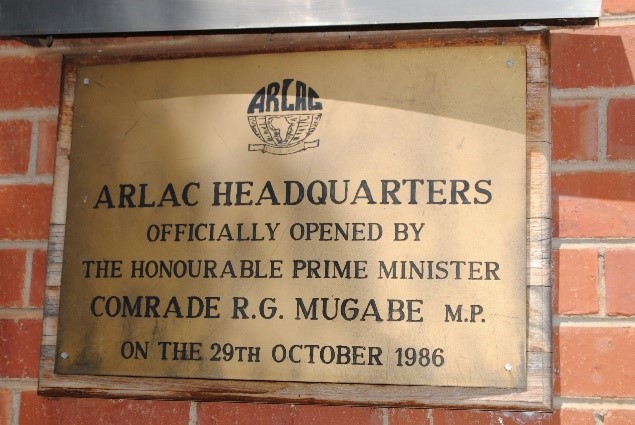 ARLAC
ARLAC HEADQUARTERS
OFFICIALLY OPENED BY
THE HONOURABLE PRIME MINISTER
COMRADE R.G. MUGABE M.P.
ON THE 29TH OCTOBER 1986